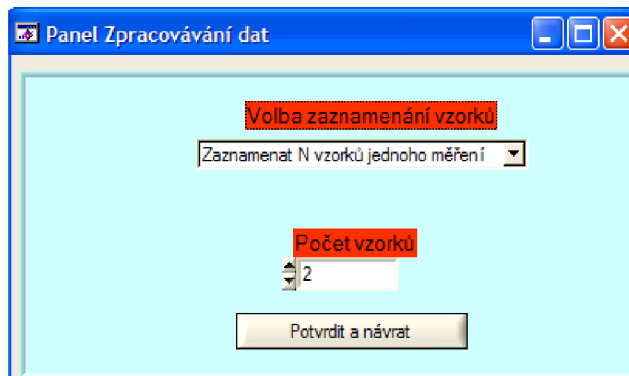 Panel Zpracovávání dat
Volba zaznamenání vzorků
Zaznamenat N vzorků jednoho měření
Počet vzorků
2
Potvrdit a návrat